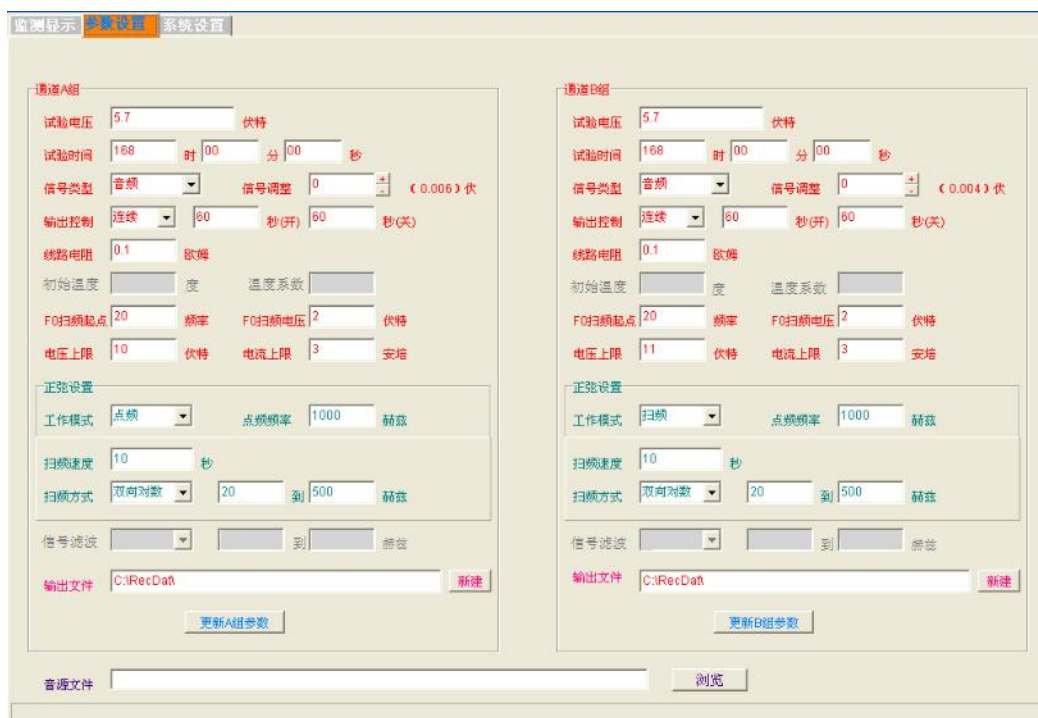 监测显示 参数设置 系统设置
通道A组
试验电压 5.7 伏特
试验时间 168 时 00 分 00 秒
信号类型 音频 信号调整 0 + - (0.006)伏
输出控制 连续 60 秒(开) 60 秒(关)
线路电阻 0.1 欧姆
初始温度 度 温度系数
F0扫频起点 20 频率 F0扫频电压 2 伏特
电压上限 10 伏特 电流上限 3 安培
正弦设置
工作模式 点频 点频频率 1000 赫兹
扫频速度 10 秒
扫频方式 双向对数 20 到 500 赫兹
信号滤波 到 赫兹
输出文件 C:\RecDat\ 新建
更新A组参数
通道B组
试验电压 5.7 伏特
试验时间 168 时 00 分 00 秒
信号类型 音频 信号调整 0 + - (0.004)伏
输出控制 连续 60 秒(开) 60 秒(关)
线路电阻 0.1 欧姆
初始温度 度 温度系数
F0扫频起点 20 频率 F0扫频电压 2 伏特
电压上限 11 伏特 电流上限 3 安培
正弦设置
工作模式 扫频 点频频率 1000 赫兹
扫频速度 10 秒
扫频方式 双向对数 20 到 500 赫兹
信号滤波 到 赫兹
输出文件 C:\RecDat\ 新建
更新B组参数
音源文件 浏览